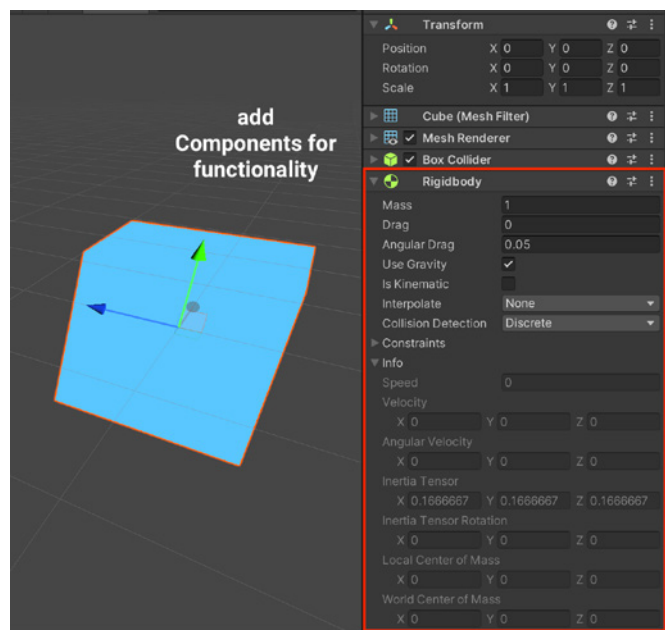 add
Components for
functionality
Transform
Position X 0 Y 0 Z 0
Rotation X 0 Y 0 Z 0
Scale X 1 Y 1 Z 1
Cube (Mesh Filter)
Mesh Renderer
Box Collider
Rigidbody
Mass 1
Drag 0
Angular Drag 0.05
Use Gravity
Is Kinematic
Interpolate None
Collision Detection Discrete
Constraints
Info
Speed 0
Velocity
X 0 Y 0 Z 0
Angular Velocity
X 0 Y 0 Z 0
Inertia Tensor
X 0.1666667 Y 0.1666667 Z 0.1666667
Inertia Tensor Rotation
X 0 Y 0 Z 0
Local Center of Mass
X 0 Y 0 Z 0
World Center of Mass
X 0 Y 0 Z 0